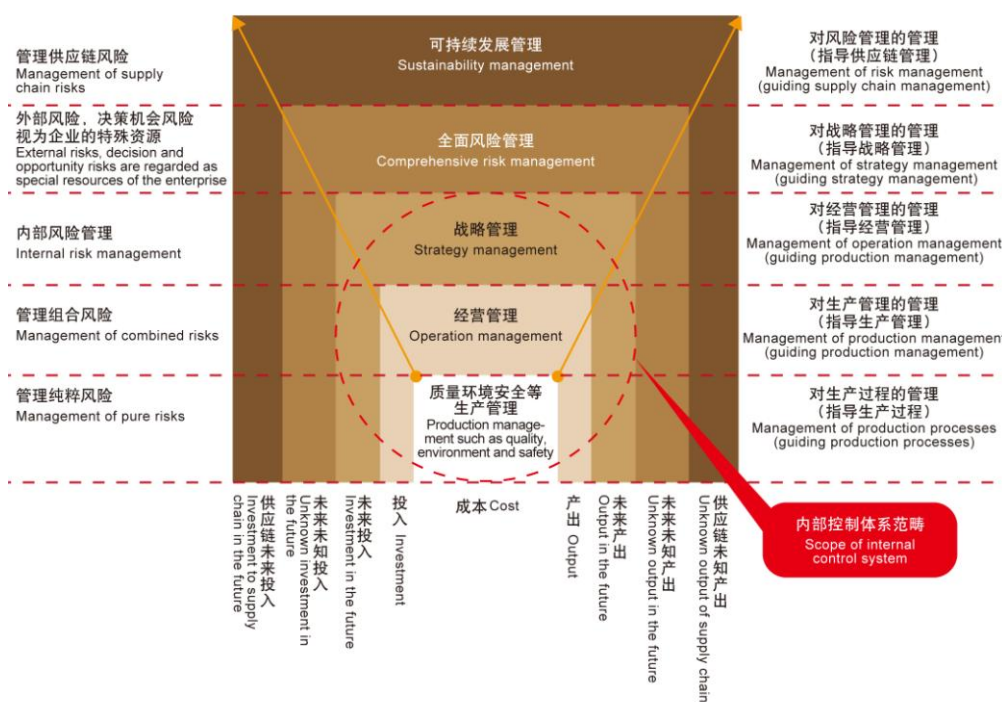 管理供应链风险
Management of supply
chain risks
外部风险，决策机会风险
视为企业的特殊资源
External risks, decision and
opportunity risks are regarded as
special resources of the enterprise
内部风险管理
Internal risk management
管理组合风险
Management of combined risks
管理纯粹风险
Management of pure risks
可持续发展管理
Sustainability management
全面风险管理
Comprehensive risk management
战略管理
Strategy management
经营管理
Operation management
质量环境安全等
生产管理
Production manage-
ment such as quality,
environment and safety
对风险管理的管理
（指导供应链管理）
Management of risk management
(guiding supply chain management)
对战略管理的管理
（指导战略管理）
Management of strategy management
(guiding strategy management)
对经营管理的管理
（指导经营管理）
Management of operation management
(guiding production management)
对生产管理的管理
（指导生产管理）
Management of production management
(guiding production management)
对生产过程的管理
（指导生产过程）
Management of production processes
(guiding production processes)
供应链未来投入
Investment to supply
chain in the future
未来未知投入
Unknown investment in
the future
未来投入
Investment in the future
投入 Investment
成本 Cost
产出 Output
未来产出
Output in the future
未来未知产出
Unknown output in the future
供应链未知产出
Unknown output of supply chain
内部控制体系范畴
Scope of internal
control system